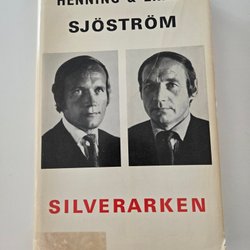 HENNING &
SJÖSTRÖM
SILVERARKEN